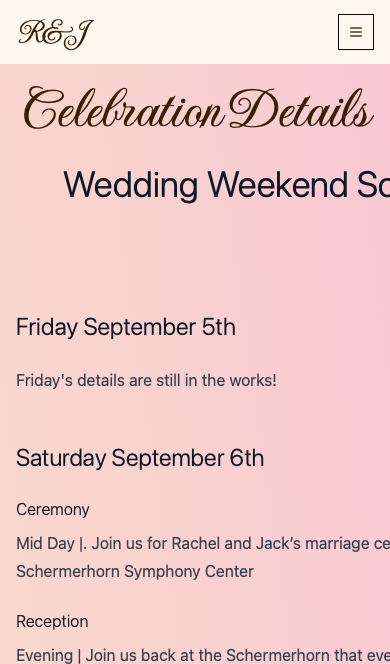 R&J
Celebration Details
Wedding Weekend Sc
Friday September 5th
Friday's details are still in the works!
Saturday September 6th
Ceremony
Mid Day |. Join us for Rachel and Jack’s marriage ce
Schermerhorn Symphony Center
Reception
Evening | Join us back at the Schermerhorn that eve